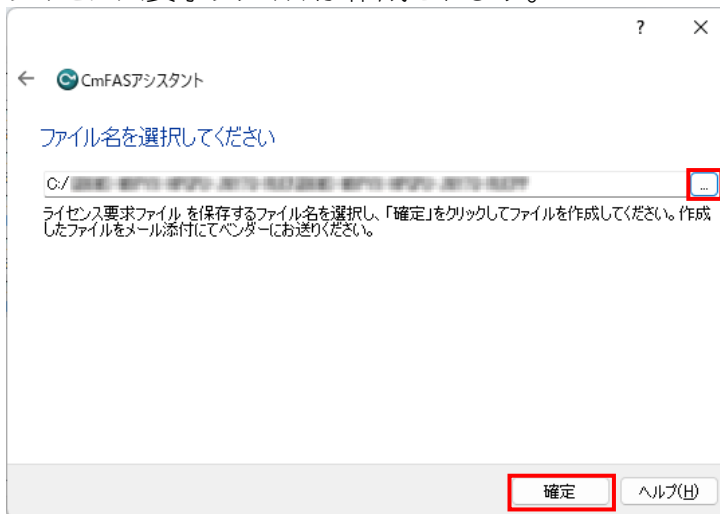 ? ×
← CmFASアシスタント
ファイル名を選択してください
C:/
...
ライセンス要求ファイル を保存するファイル名を選択し、「確定」をクリックしてファイルを作成してください。作成
したファイルをメール添付にてベンダーにお送りください。
確定 ヘルプ(H)